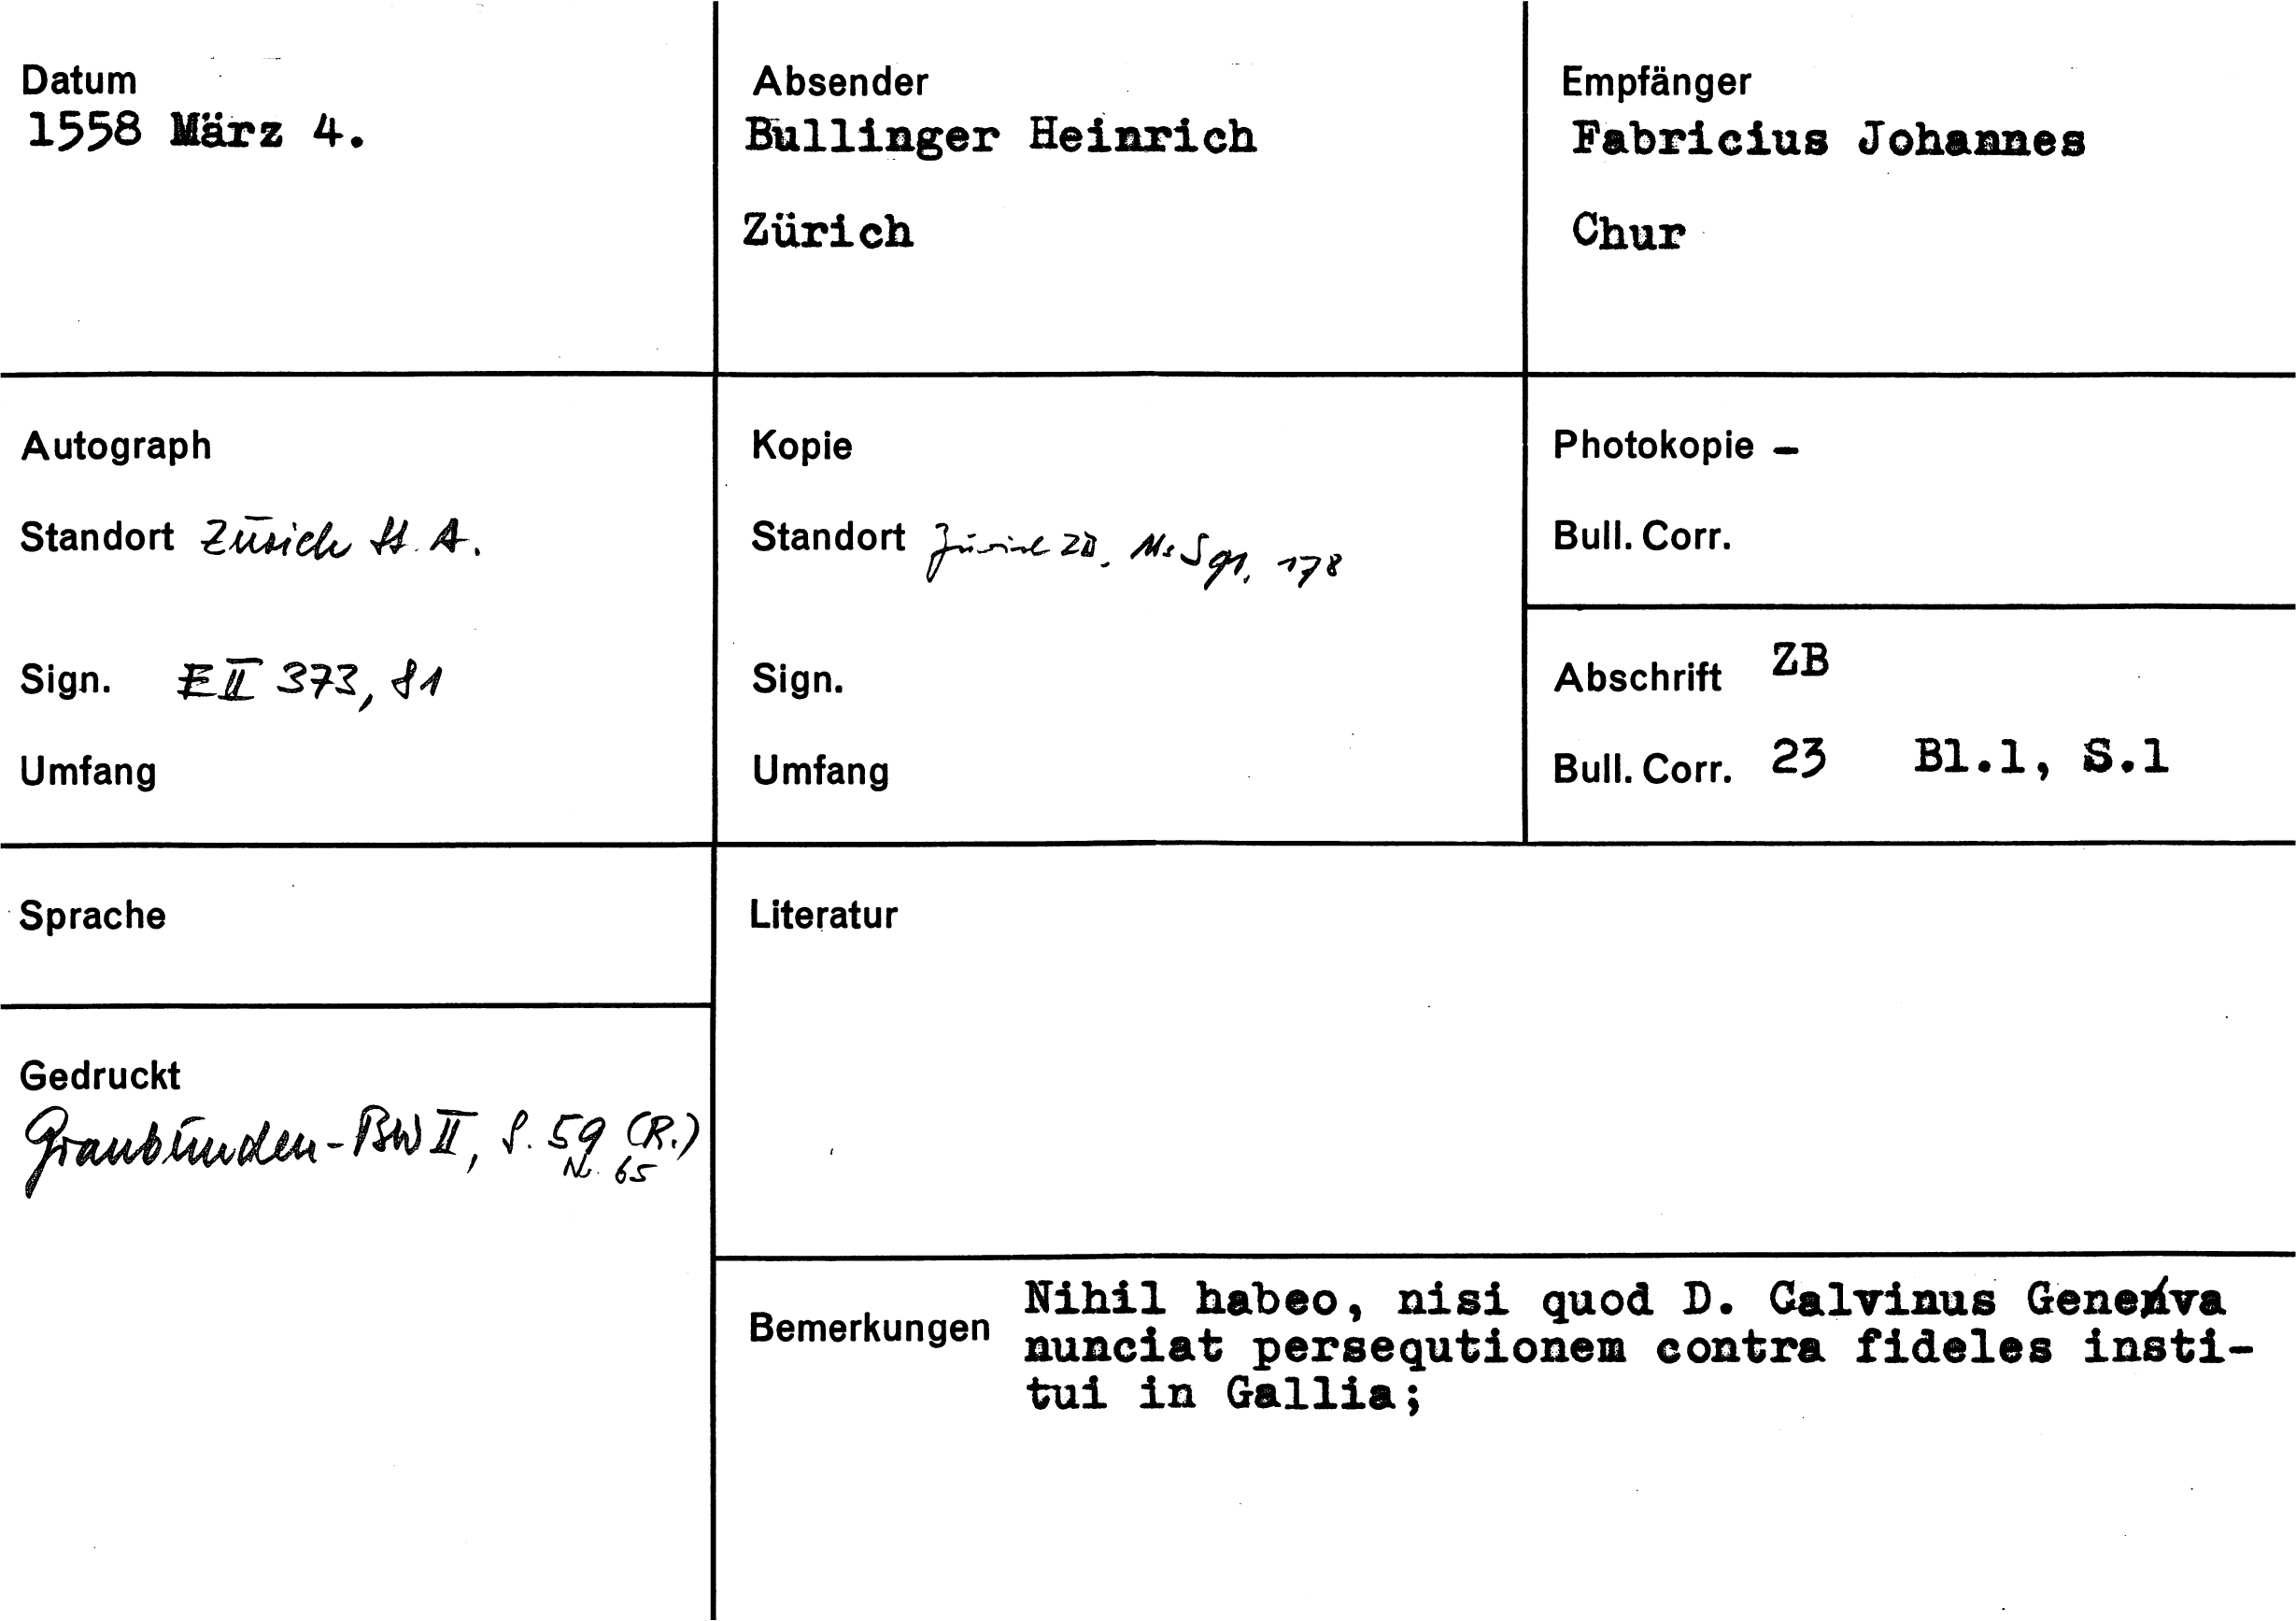 Datum
1558 März 4.
Absender
Bullinger Heinrich
Zürich
Empfänger
Fabricius Johannes
Chur
Autograph
Standort Zürich St. A.
Sign. E II 373, 81
Umfang
Kopie
Standort Zürich ZB, Ms S 91, 178
Sign.
Umfang
Photokopie -
Bull. Corr.
Abschrift ZB
Bull. Corr. 23 Bl.1, S.1
Sprache
Literatur
Gedruckt
Graubünden-BW II, S. 59 (R.)
Nr. 65
Bemerkungen Nihil habeo, nisi quod D. Calvinus Geneva
nunciat persequtionem contra fideles insti-
tui in Gallia;